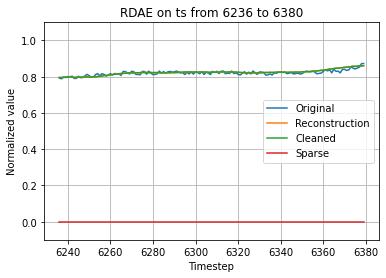 RDAE on ts from 6236 to 6380
Normalized value
1.0
0.8
0.6
0.4
0.2
0.0
Original
Reconstruction
Cleaned
Sparse
6240 6260 6280 6300 6320 6340 6360 6380
Timestep